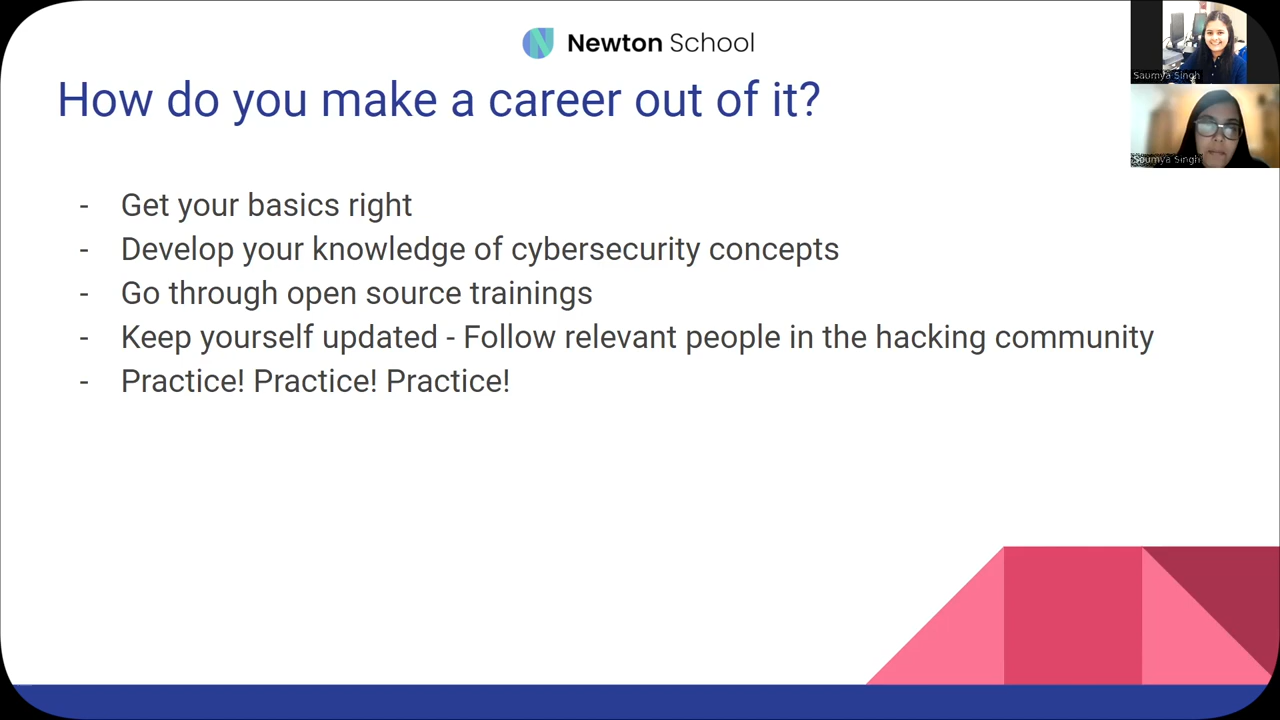 Newton School
Saumya Singh
How do you make a career out of it?
Saumya Singh
- Get your basics right
- Develop your knowledge of cybersecurity concepts
- Go through open source trainings
- Keep yourself updated - Follow relevant people in the hacking community
- Practice! Practice! Practice!